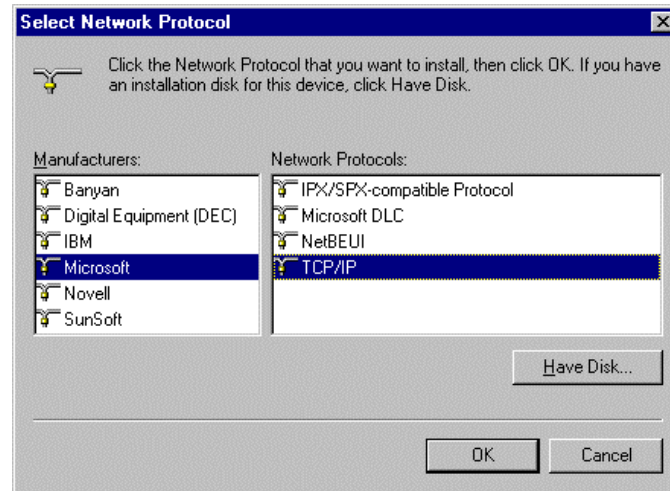 Select Network Protocol
Click the Network Protocol that you want to install, then click OK. If you have
an installation disk for this device, click Have Disk.
Manufacturers:
Banyan
Digital Equipment (DEC)
IBM
Microsoft
Novell
SunSoft
Network Protocols:
IPX/SPX-compatible Protocol
Microsoft DLC
NetBEUI
TCP/IP
Have Disk...
OK
Cancel